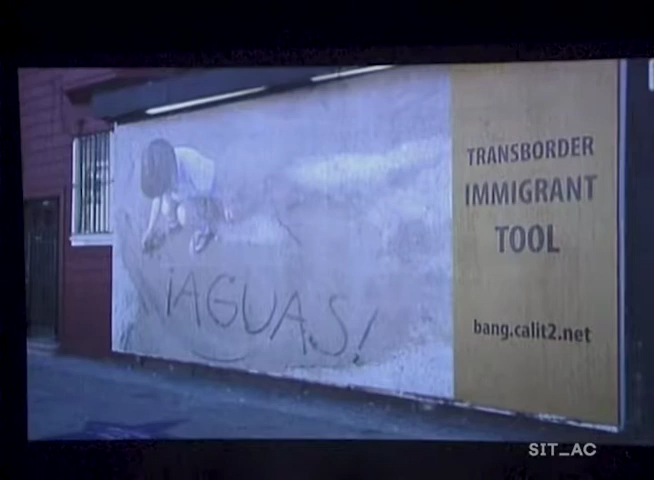 ¡AGUAS!
TRANSBORDER
IMMIGRANT
TOOL
bang.calit2.net
SIT_AC